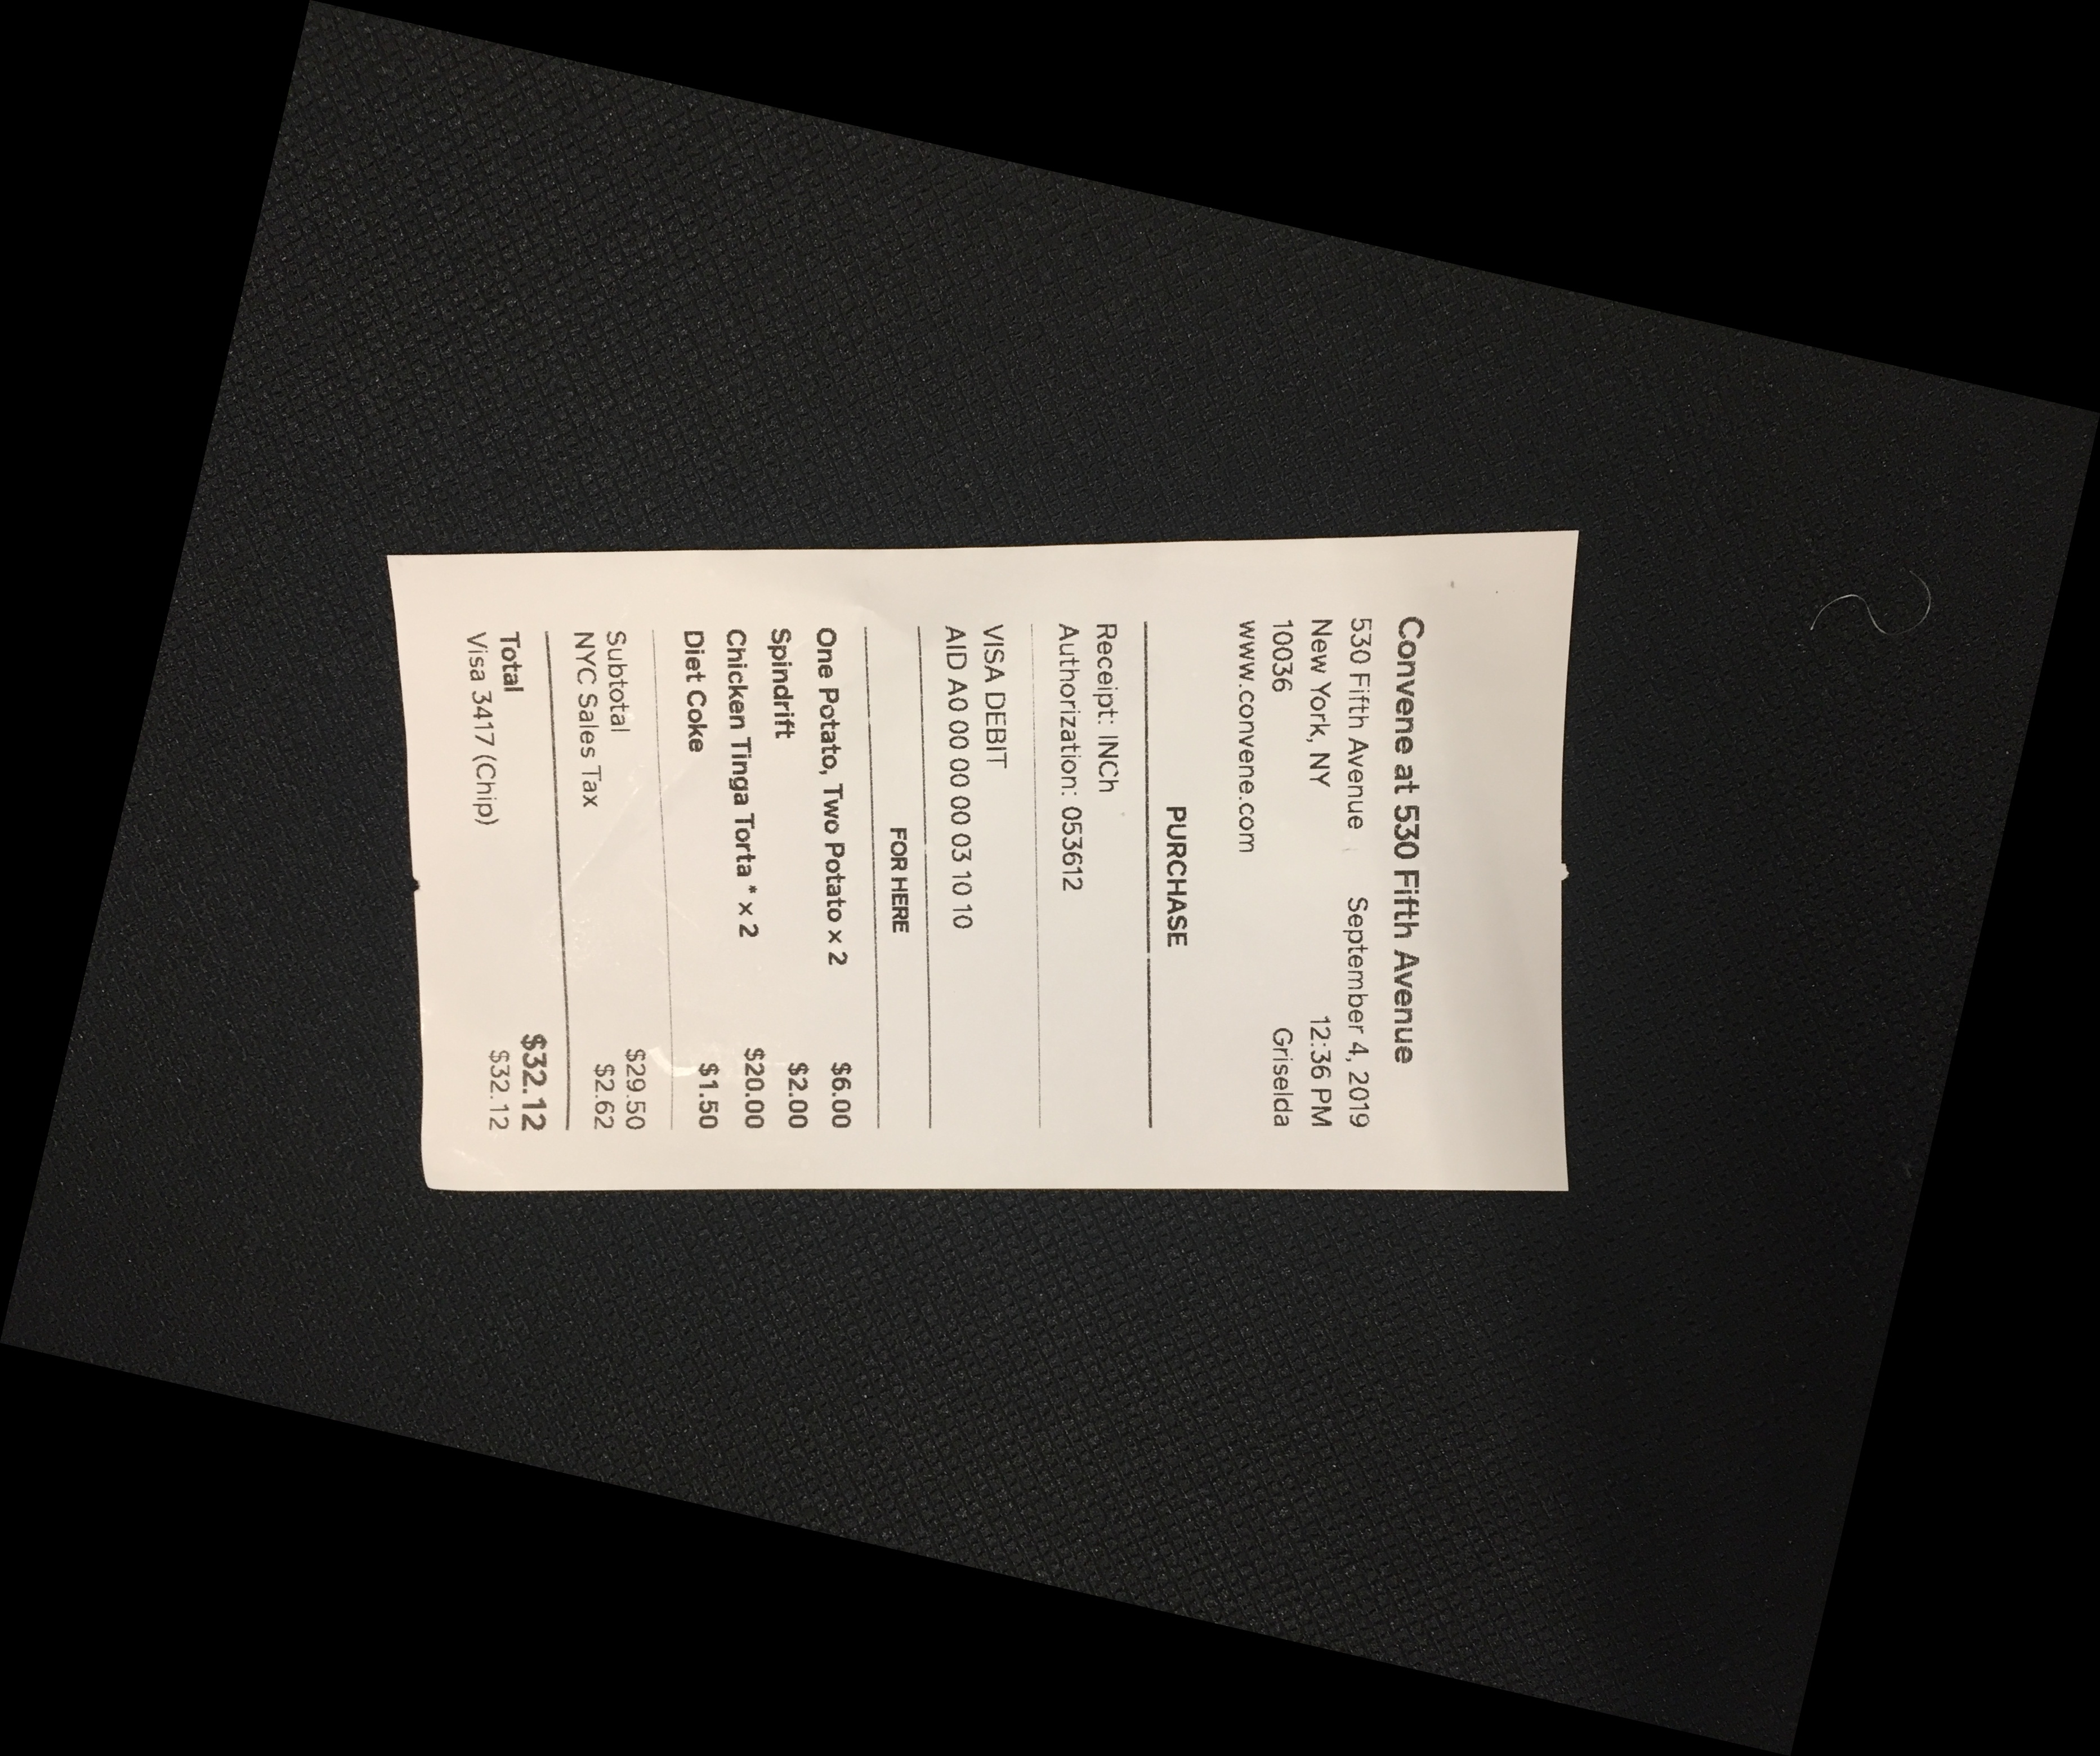 Convene at 530 Fifth Avenue
530 Fifth Avenue September 4, 2019
New York, NY 12:36 PM
10036 Griselda
www.convene.com
PURCHASE
Receipt: INCh
Authorization: 053612
VISA DEBIT
AID A0 00 00 00 03 10 10
FOR HERE
One Potato, Two Potato x 2 $6.00
Spindrift $2.00
Chicken Tinga Torta * x 2 $20.00
Diet Coke $1.50
Subtotal $29.50
NYC Sales Tax $2.62
Total $32.12
Visa 3417 (Chip) $32.12